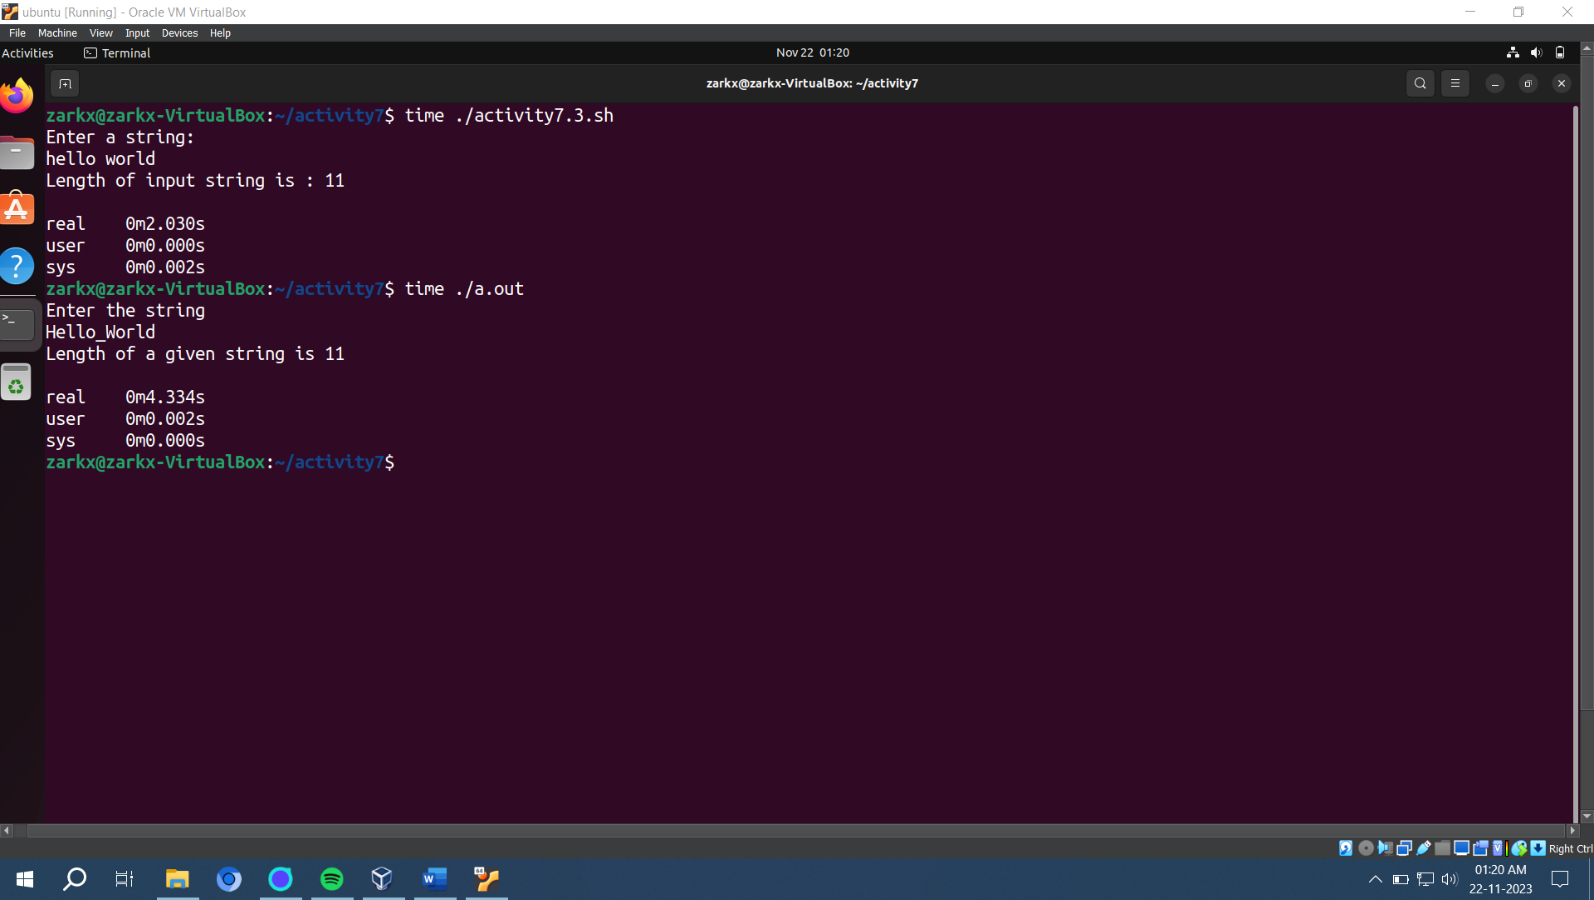 ubuntu [Running] - Oracle VM VirtualBox
File Machine View Input Devices Help
Activities Terminal Nov 22 01:20
zarkx@zarkx-VirtualBox: ~/activity7
zarkx@zarkx-VirtualBox:~/activity7$ time ./activity7.3.sh
Enter a string:
hello world
Length of input string is : 11
real 0m2.030s
user 0m0.000s
sys 0m0.002s
zarkx@zarkx-VirtualBox:~/activity7$ time ./a.out
Enter the string
Hello_World
Length of a given string is 11
real 0m4.334s
user 0m0.002s
sys 0m0.000s
zarkx@zarkx-VirtualBox:~/activity7$
Right Ctrl
01:20 AM
22-11-2023